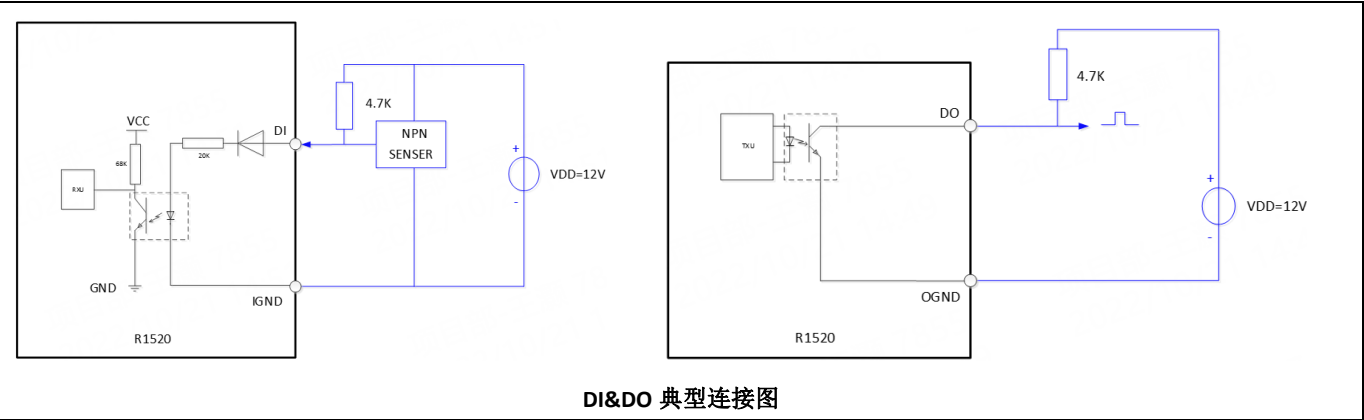 VCC
68K
RXU
GND
20K
DI
IGND
R1520
4.7K
NPN
SENSER
+
-
VDD=12V
TXU
DO
OGND
R1520
4.7K
+
-
VDD=12V
DI&DO 典型连接图